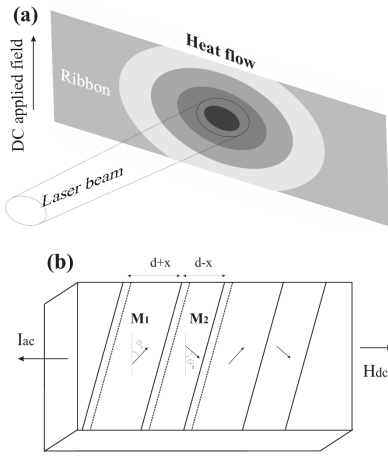 (a)
DC applied field
Heat flow
Ribbon
Laser beam
(b)
d+x
d-x
M1
M2
Iac
Hdc